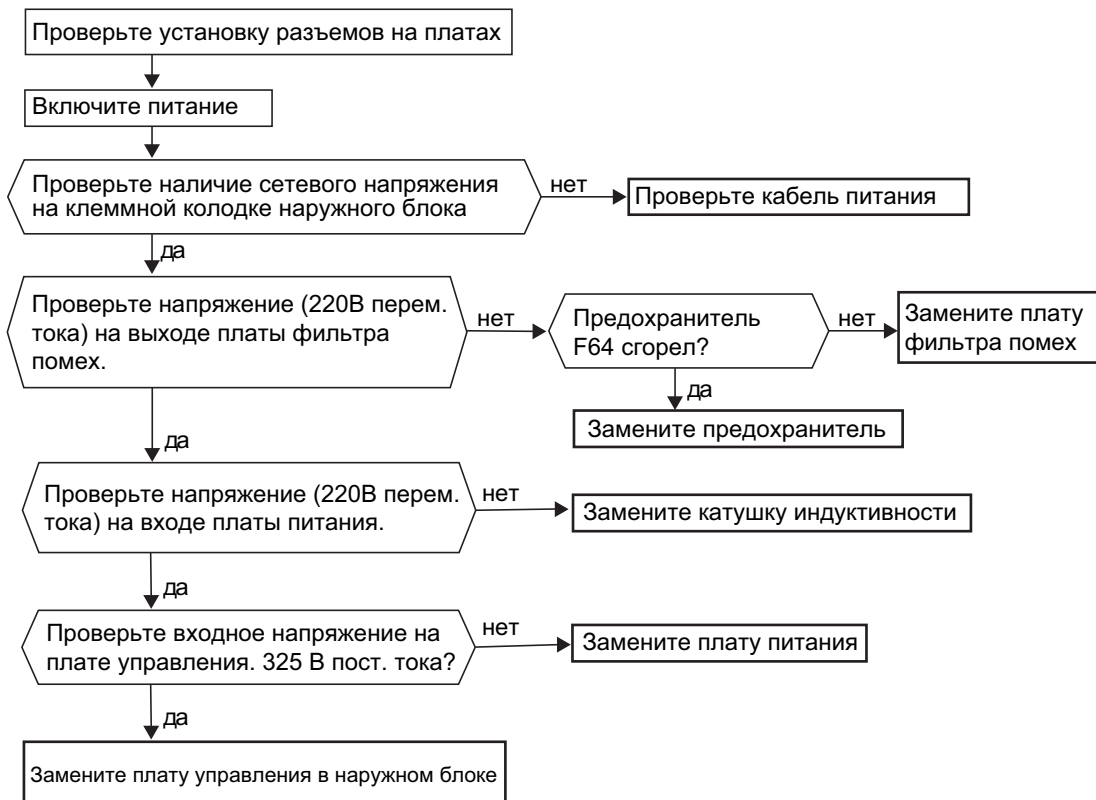 Проверьте установку разъемов на платах
Включите питание
Проверьте наличие сетевого напряжения
на клеммной колодке наружного блока
нет
Проверьте кабель питания
да
Проверьте напряжение (220В перем.
тока) на выходе платы фильтра
помех.
нет
Предохранитель
F64 сгорел?
нет
Замените плату
фильтра помех
да
Замените предохранитель
да
Проверьте напряжение (220В перем.
тока) на входе платы питания.
нет
Замените катушку индуктивности
да
Проверьте входное напряжение на
плате управления. 325 В пост. тока?
нет
Замените плату питания
да
Замените плату управления в наружном блоке